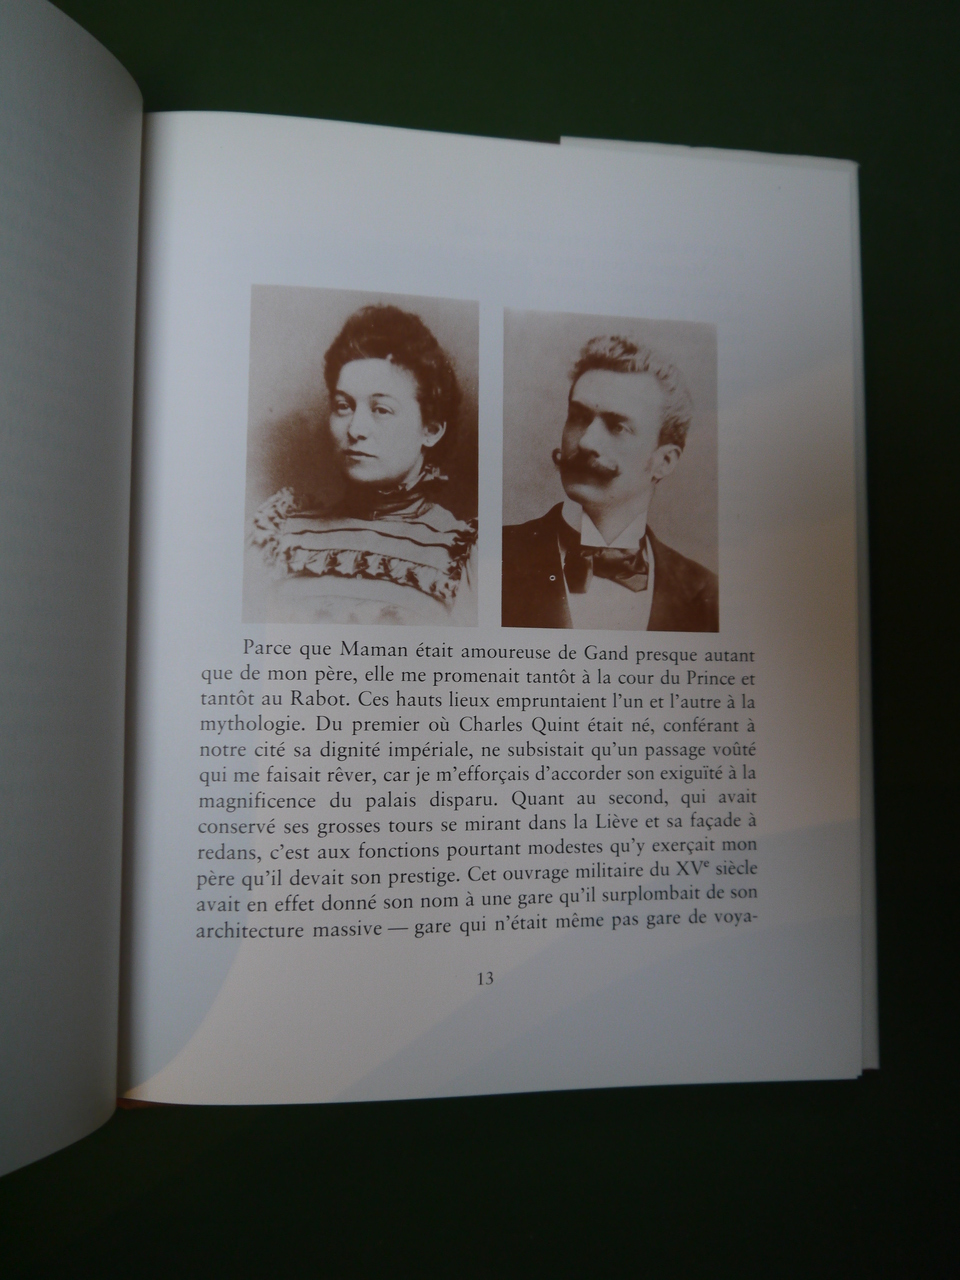 Parce que Maman était amoureuse de Gand presque autant
que de mon père, elle me promenait tantôt à la cour du Prince et
tantôt au Rabot. Ces hauts lieux empruntaient l'un et l'autre à la
mythologie. Du premier où Charles Quint était né, conférant à
notre cité sa dignité impériale, ne subsistait qu'un passage voûté
qui me faisait rêver, car je m'efforçais d'accorder son exiguïté à la
magnificence du palais disparu. Quant au second, qui avait
conservé ses grosses tours se mirant dans la Liève et sa façade à
redans, c'est aux fonctions pourtant modestes qu'y exerçait mon
père qu'il devait son prestige. Cet ouvrage militaire du XVe siècle
avait en effet donné son nom à une gare qu'il surplombait de son
architecture massive — gare qui n'était même pas gare de voya-
13